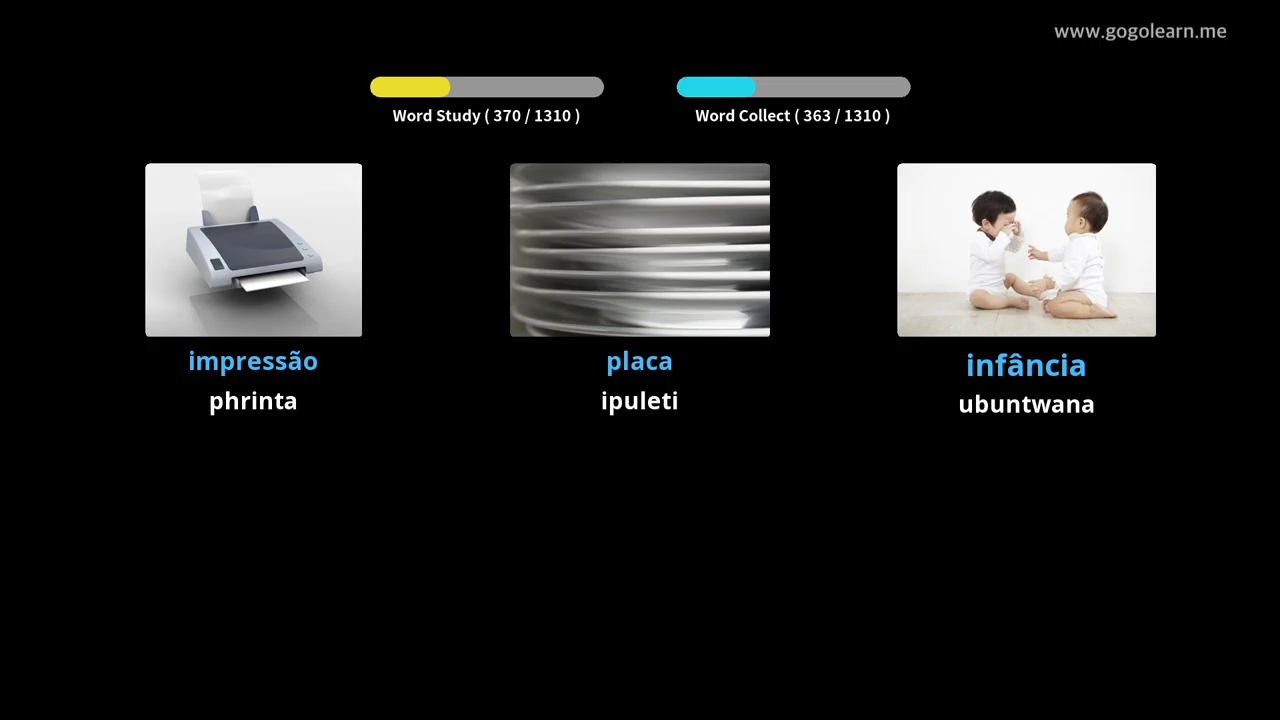 www.gogolearn.me
Word Study ( 370 / 1310 )
Word Collect ( 363 / 1310 )
impressão
phrinta
placa
ipuleti
infância
ubuntwana